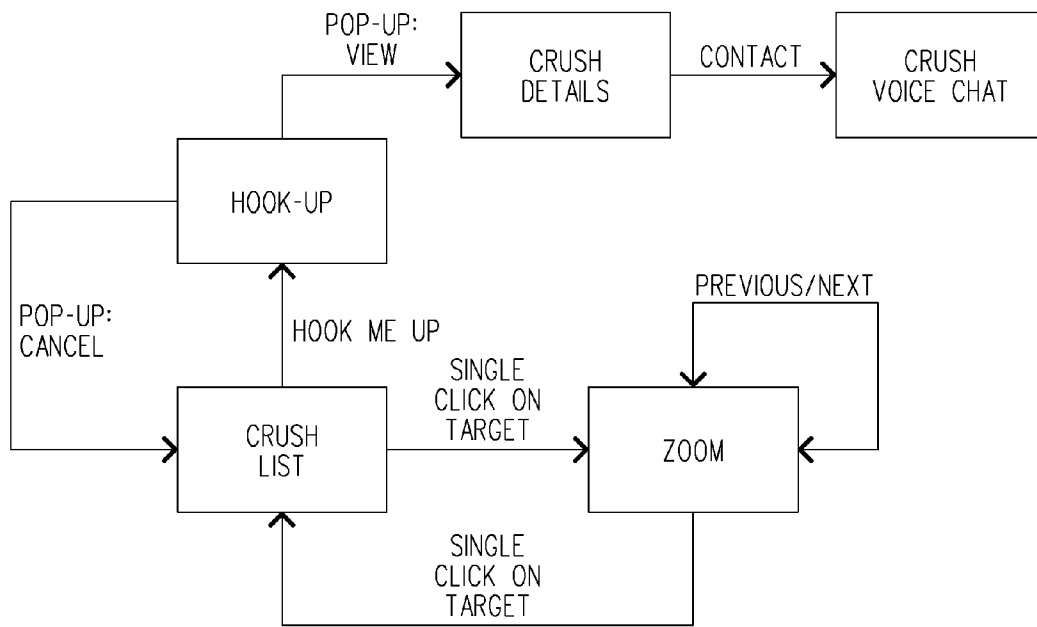 POP-UP:
VIEW
CRUSH
DETAILS
CONTACT
CRUSH
VOICE CHAT
HOOK-UP
POP-UP:
CANCEL
HOOK ME UP
PREVIOUS/NEXT
SINGLE
CLICK ON
TARGET
CRUSH
LIST
ZOOM
SINGLE
CLICK ON
TARGET